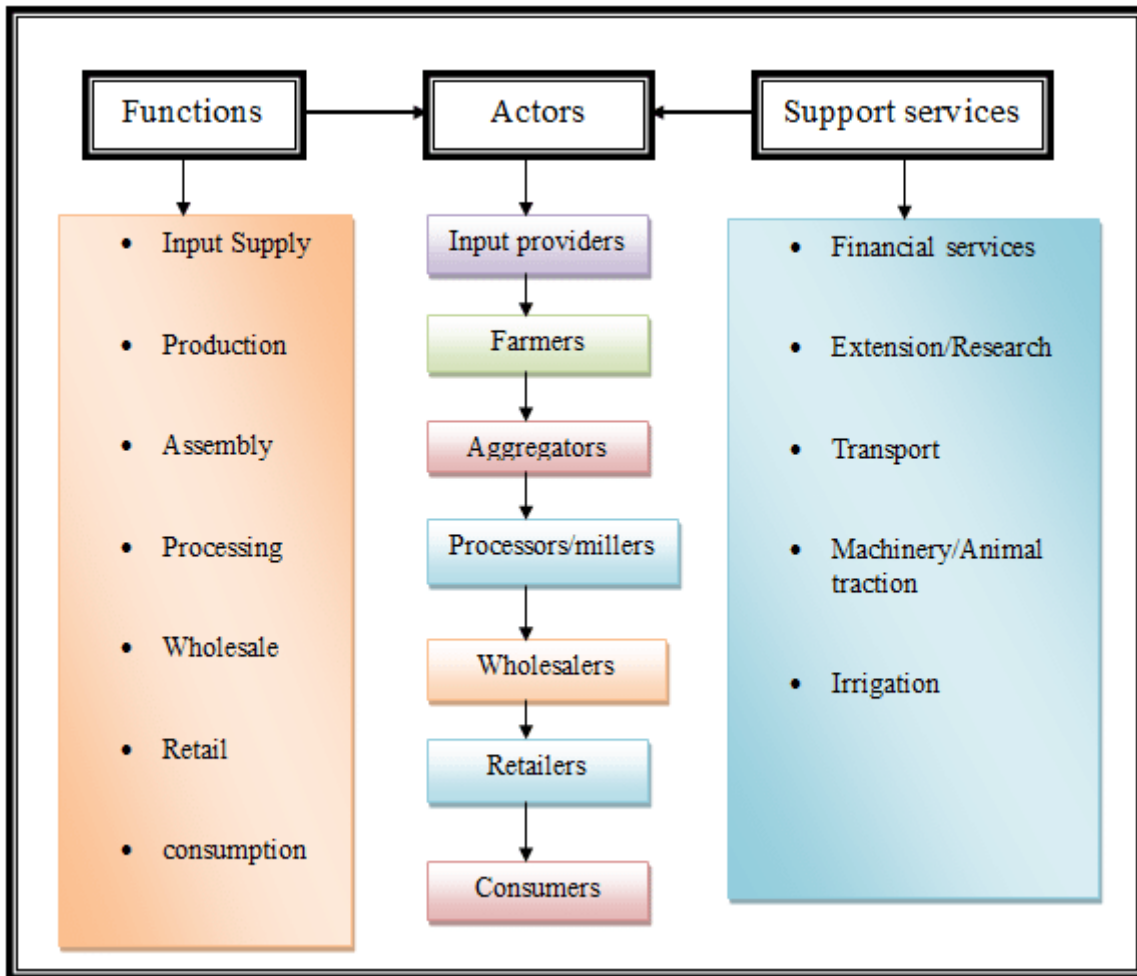 Functions
Actors
Support services
• Input Supply
• Production
• Assembly
• Processing
• Wholesale
• Retail
• consumption
Input providers
Farmers
Aggregators
Processors/millers
Wholesalers
Retailers
Consumers
• Financial services
• Extension/Research
• Transport
• Machinery/Animal
traction
• Irrigation